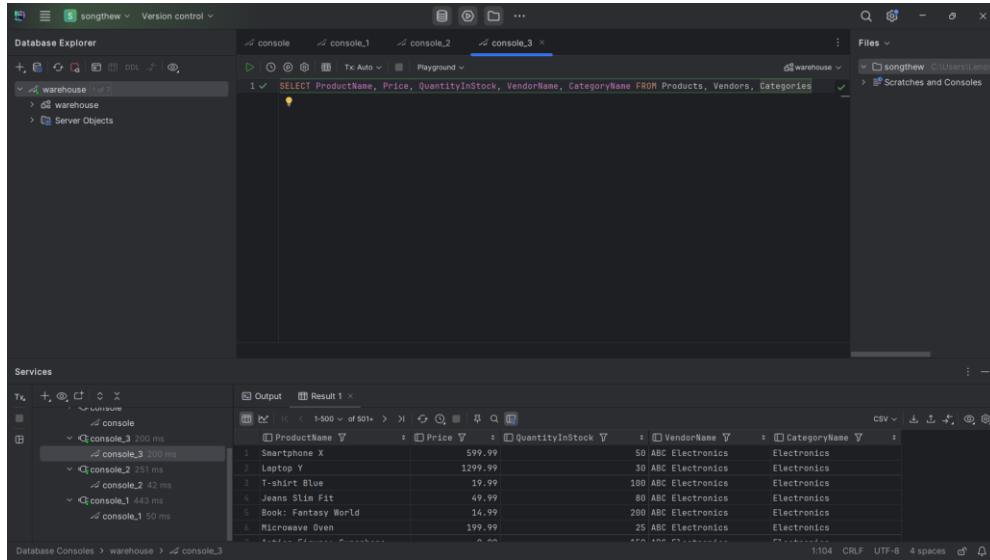 S songthew Version control
Database Explorer
console console_1 console_2 console_3
Files
DDL
Tx: Auto Playground
warehouse
warehouse 1 of 7
warehouse
Server Objects
1 SELECT ProductName, Price, QuantityInStock, VendorName, CategoryName FROM Products, Vendors, Categories
songthew
Scratches and Consoles
Services
Tx
console
console_3 200 ms
console_3 200 ms
console_2 251 ms
console_2 42 ms
console_1 443 ms
console_1 50 ms
Output Result 1
1-500 of 501+
CSV
ProductName Price QuantityInStock VendorName CategoryName
1 Smartphone X 599.99 50 ABC Electronics Electronics
2 Laptop Y 1299.99 30 ABC Electronics Electronics
3 T-shirt Blue 19.99 100 ABC Electronics Electronics
4 Jeans Slim Fit 49.99 80 ABC Electronics Electronics
5 Book: Fantasy World 14.99 200 ABC Electronics Electronics
6 Microwave Oven 199.99 25 ABC Electronics Electronics
Database Consoles > warehouse > console_3
1:104 CRLF UTF-8 4 spaces